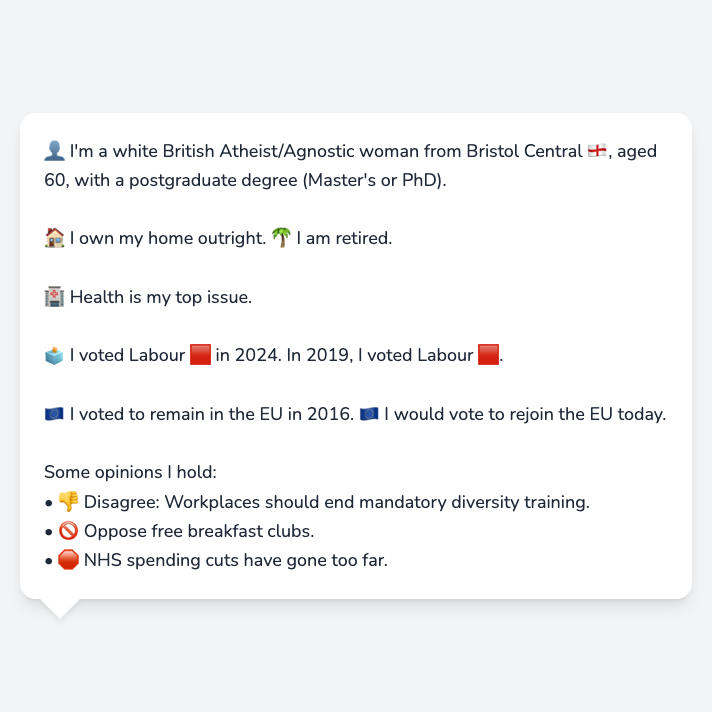 👤 I'm a white British Atheist/Agnostic woman from Bristol Central 🏴󠁧󠁢󠁥󠁮󠁧󠁿, aged
60, with a postgraduate degree (Master's or PhD).
🏠 I own my home outright. 🌴 I am retired.
🏥 Health is my top issue.
🗳️ I voted Labour 🟥 in 2024. In 2019, I voted Labour 🟥.
🇪🇺 I voted to remain in the EU in 2016. 🇪🇺 I would vote to rejoin the EU today.
Some opinions I hold:
• 👎 Disagree: Workplaces should end mandatory diversity training.
• 🚫 Oppose free breakfast clubs.
• 🛑 NHS spending cuts have gone too far.